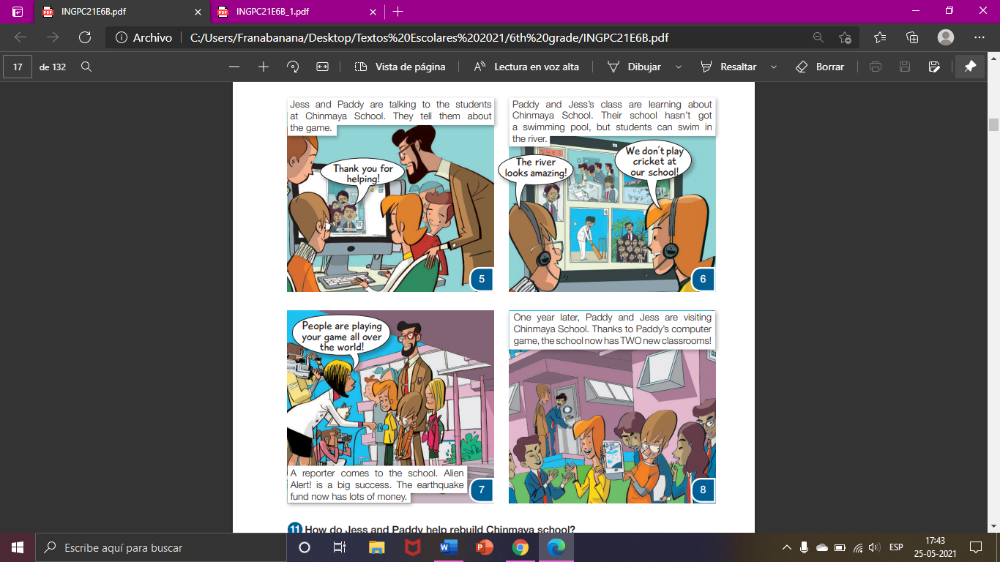 INGPC21E6B.pdf
INGPC21E6B_1.pdf
Archivo
C:/Users/Franabanana/Desktop/Textos%20Escolares%202021/6th%20grade/INGPC21E6B.pdf
17
de 132
Vista de página
Lectura en voz alta
Dibujar
Resaltar
Borrar
Jess and Paddy are talking to the students
at Chinmaya School. They tell them about
the game.
Thank you for
helping!
5
Paddy and Jess's class are learning about
Chinmaya School. Their school hasn't got
a swimming pool, but students can swim in
the river.
The river
looks amazing!
We don't play
cricket at
our school!
6
People are playing
your game all over
the world!
A reporter comes to the school. Alien
Alert! is a big success. The earthquake
fund now has lots of money.
7
One year later, Paddy and Jess are visiting
Chinmaya School. Thanks to Paddy's computer
game, the school now has TWO new classrooms!
8
11 How do Jess and Paddy help rebuild Chinmaya school?
Escribe aquí para buscar
ESP
17:43
25-05-2021